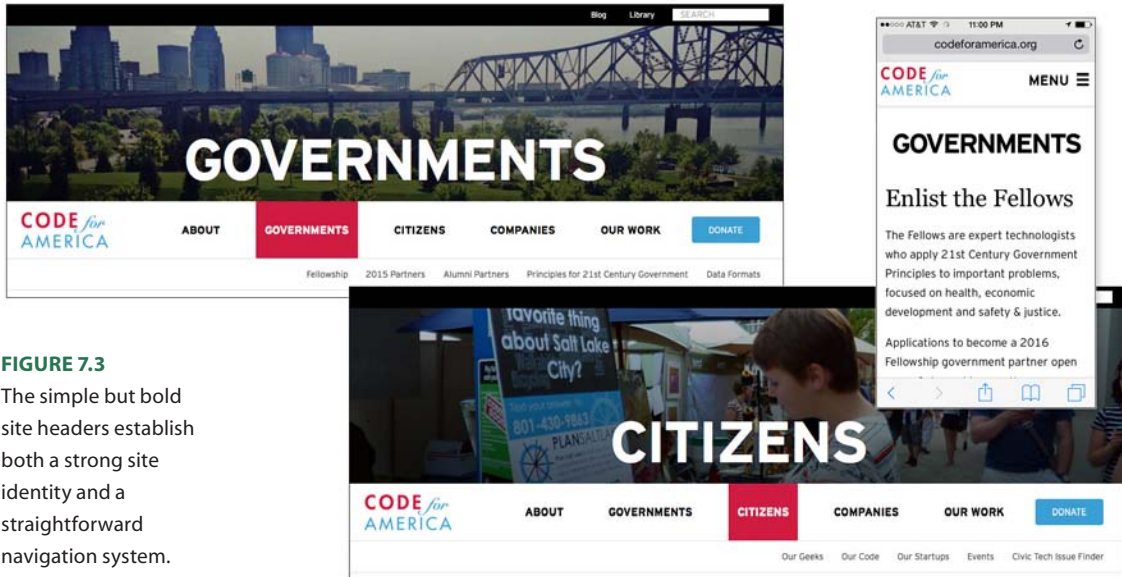 Blog Library SEARCH
GOVERNMENTS
CODE for
AMERICA
ABOUT GOVERNMENTS CITIZENS COMPANIES OUR WORK DONATE
Fellowship 2015 Partners Alumni Partners Principles for 21st Century Government Data Formats
AT&T 11:00 PM
codeforamerica.org
CODE for
AMERICA
MENU
GOVERNMENTS
Enlist the Fellows
The Fellows are expert technologists
who apply 21st Century Government
Principles to important problems,
focused on health, economic
development and safety & justice.
Applications to become a 2016
Fellowship government partner open
favorite thing
about Salt Lake
City?
Text your answer to
801-430-9863
PLANSALTLA
CITIZENS
CODE for
AMERICA
ABOUT GOVERNMENTS CITIZENS COMPANIES OUR WORK DONATE
Our Geeks Our Code Our Startups Events Civic Tech Issue Finder
FIGURE 7.3
The simple but bold
site headers establish
both a strong site
identity and a
straightforward
navigation system.